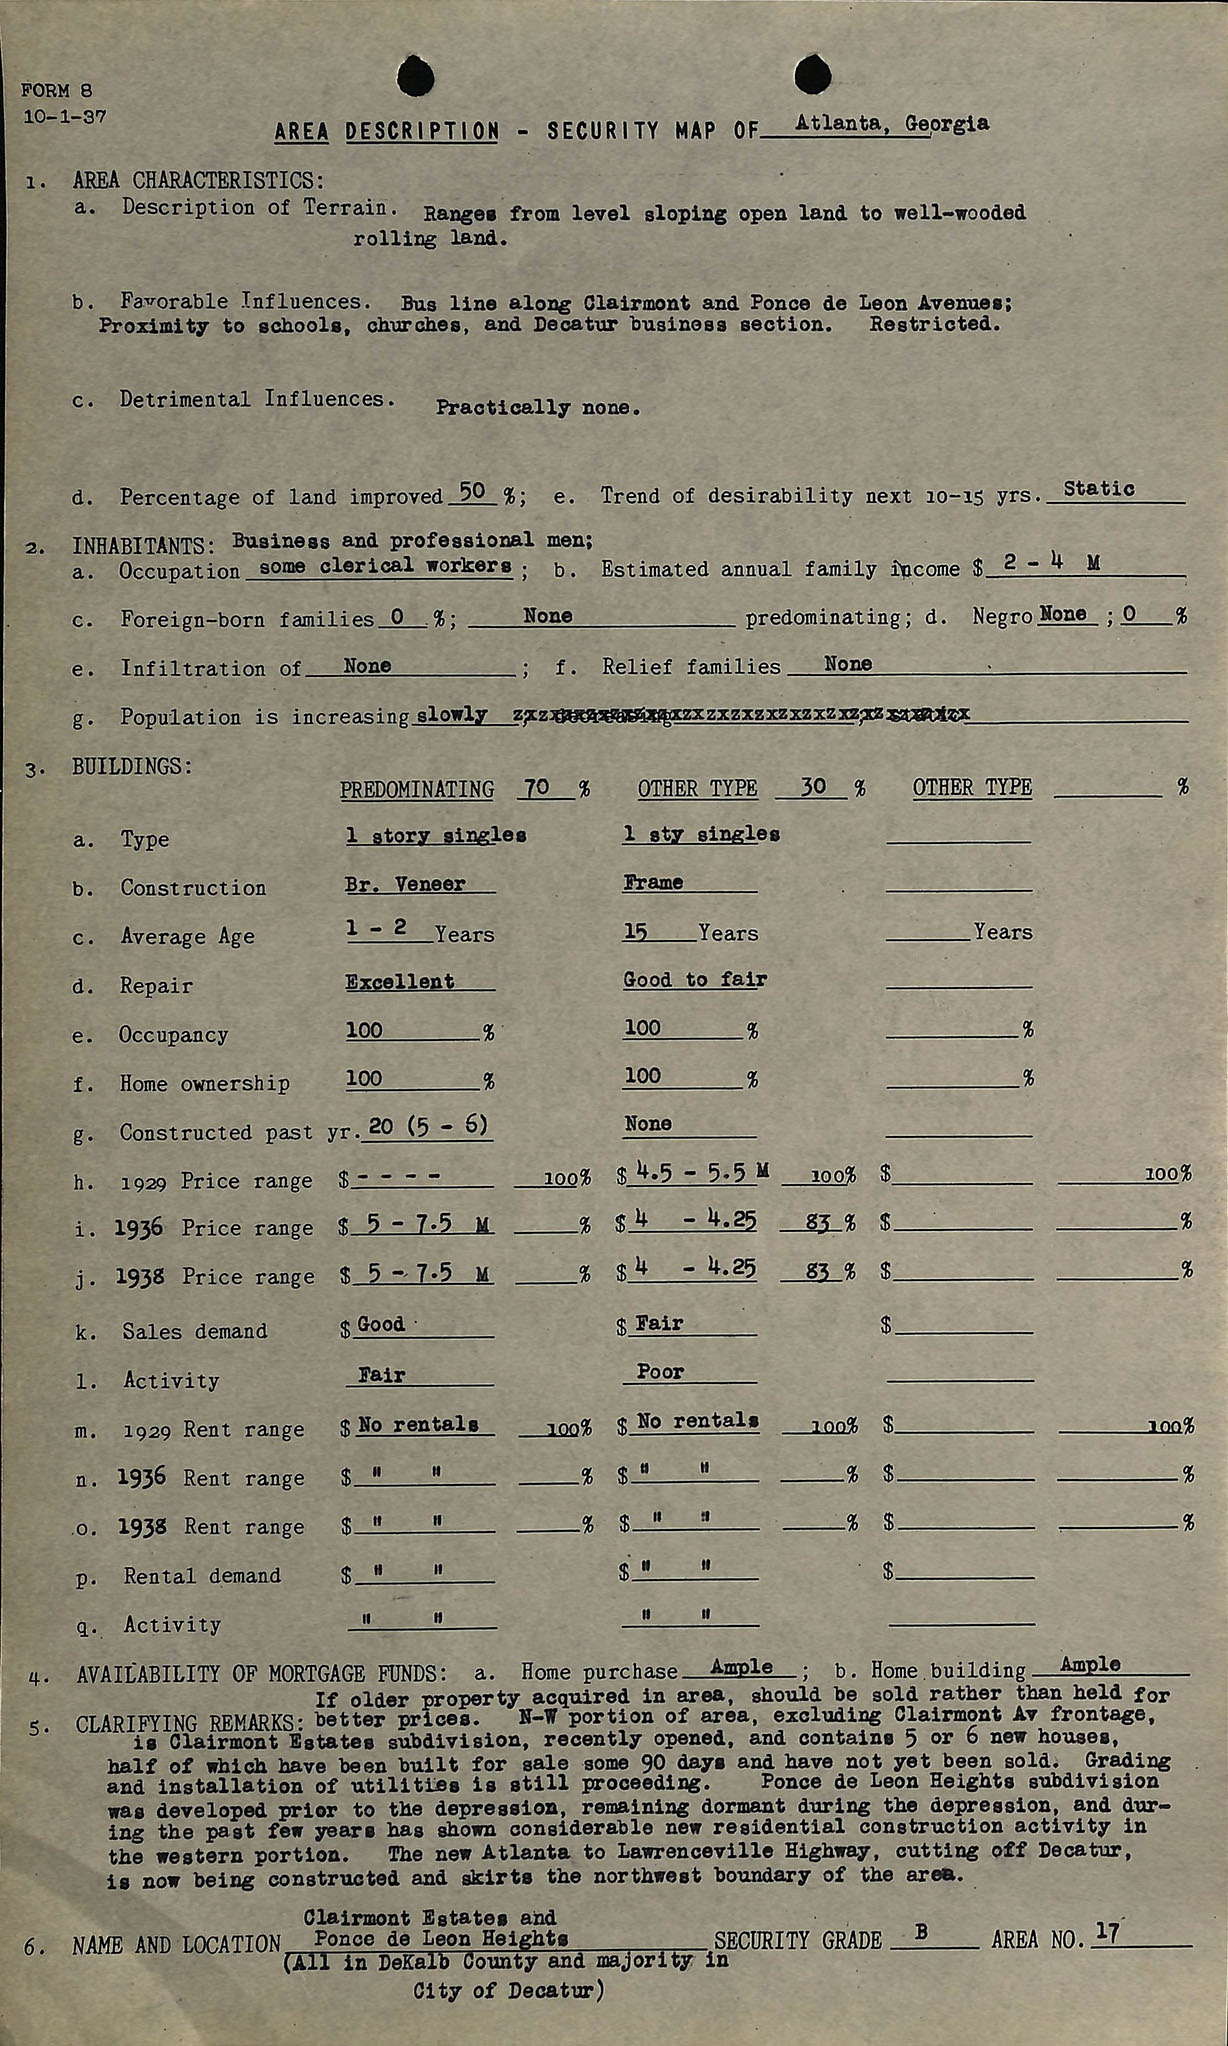 FORM 8
10-1-37
AREA DESCRIPTION - SECURITY MAP OF Atlanta, Georgia
1. AREA CHARACTERISTICS:
a. Description of Terrain. Ranges from level sloping open land to well-wooded
rolling land.
b. Favorable Influences. Bus line along Clairmont and Ponce de Leon Avenues;
Proximity to schools, churches, and Decatur business section. Restricted.
c. Detrimental Influences. Practically none.
d. Percentage of land improved 50 %; e. Trend of desirability next 10-15 yrs. Static
2. INHABITANTS: Business and professional men;
a. Occupation some clerical workers; b. Estimated annual family income $ 2 - 4 M
c. Foreign-born families 0 %; None predominating; d. Negro None ; 0 %
e. Infiltration of None ; f. Relief families None
g. Population is increasing slowly
3. BUILDINGS:
PREDOMINATING 70 % OTHER TYPE 30 % OTHER TYPE %
a. Type 1 story singles 1 sty singles
b. Construction Br. Veneer Frame
c. Average Age 1 - 2 Years 15 Years Years
d. Repair Excellent Good to fair
e. Occupancy 100 % 100 % %
f. Home ownership 100 % 100 % %
g. Constructed past yr. 20 (5 - 6) None
h. 1929 Price range $ - - - - 100% $ 4.5 - 5.5 M 100% $ 100%
i. 1936 Price range $ 5 - 7.5 M % $ 4 - 4.25 83 % $ %
j. 1938 Price range $ 5 - 7.5 M % $ 4 - 4.25 83 % $ %
k. Sales demand $ Good $ Fair $
l. Activity Fair Poor
m. 1929 Rent range $ No rentals 100% $ No rentals 100% $ 100%
n. 1936 Rent range $ " " % $ " " % $ %
o. 1938 Rent range $ " " % $ " " % $ %
p. Rental demand $ " " $ " " $
q. Activity " " " "
4. AVAILABILITY OF MORTGAGE FUNDS: a. Home purchase Ample ; b. Home building Ample
If older property acquired in area, should be sold rather than held for
5. CLARIFYING REMARKS: better prices. N-W portion of area, excluding Clairmont Av frontage,
is Clairmont Estates subdivision, recently opened, and contains 5 or 6 new houses,
half of which have been built for sale some 90 days and have not yet been sold. Grading
and installation of utilities is still proceeding. Ponce de Leon Heights subdivision
was developed prior to the depression, remaining dormant during the depression, and dur-
ing the past few years has shown considerable new residential construction activity in
the western portion. The new Atlanta to Lawrenceville Highway, cutting off Decatur,
is now being constructed and skirts the northwest boundary of the area.
Clairmont Estates and
6. NAME AND LOCATION Ponce de Leon Heights SECURITY GRADE B AREA NO. 17
(All in DeKalb County and majority in
City of Decatur)